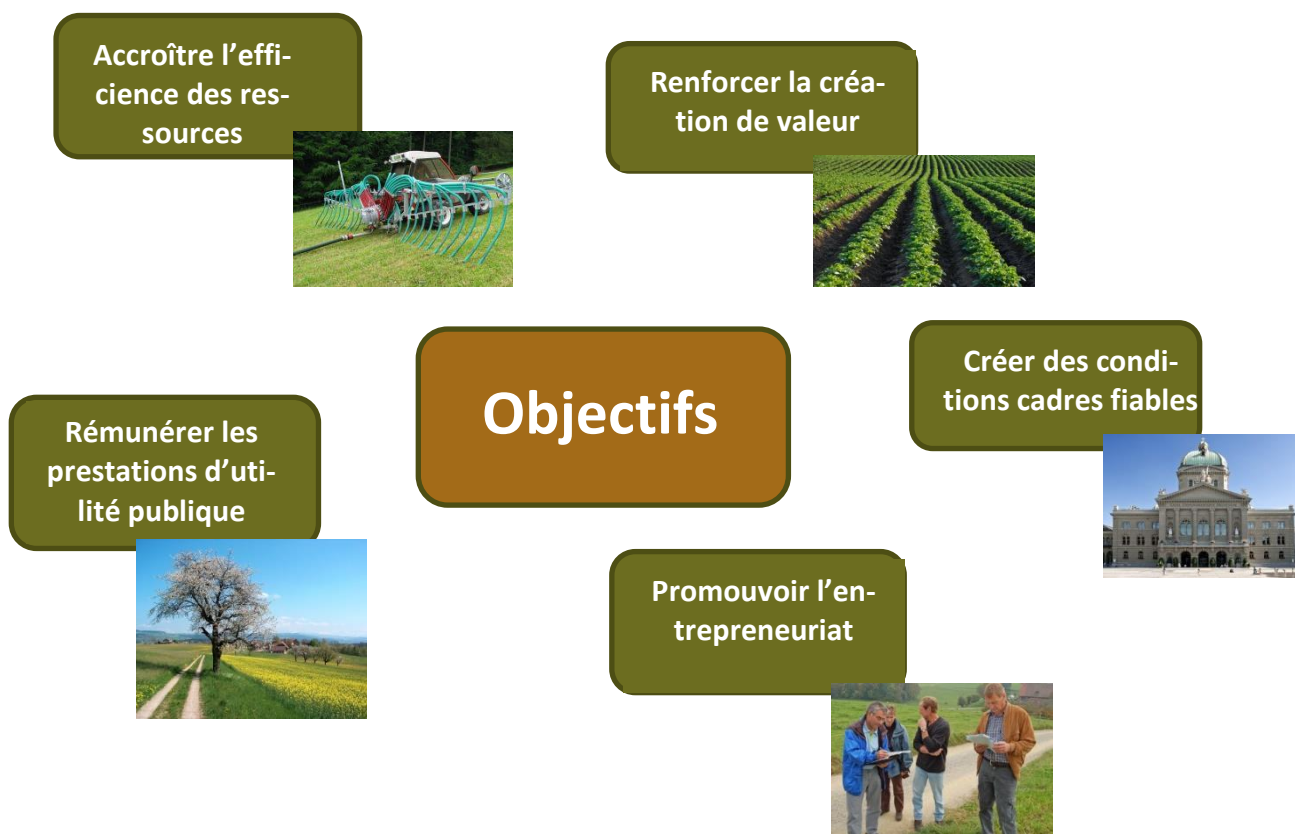 Accroître l’effi-
cience des res-
sources
Renforcer la créa-
tion de valeur
Objectifs
Créer des condi-
tions cadres fiables
Rémunérer les
prestations d’uti-
lité publique
Promouvoir l’en-
trepreneuriat